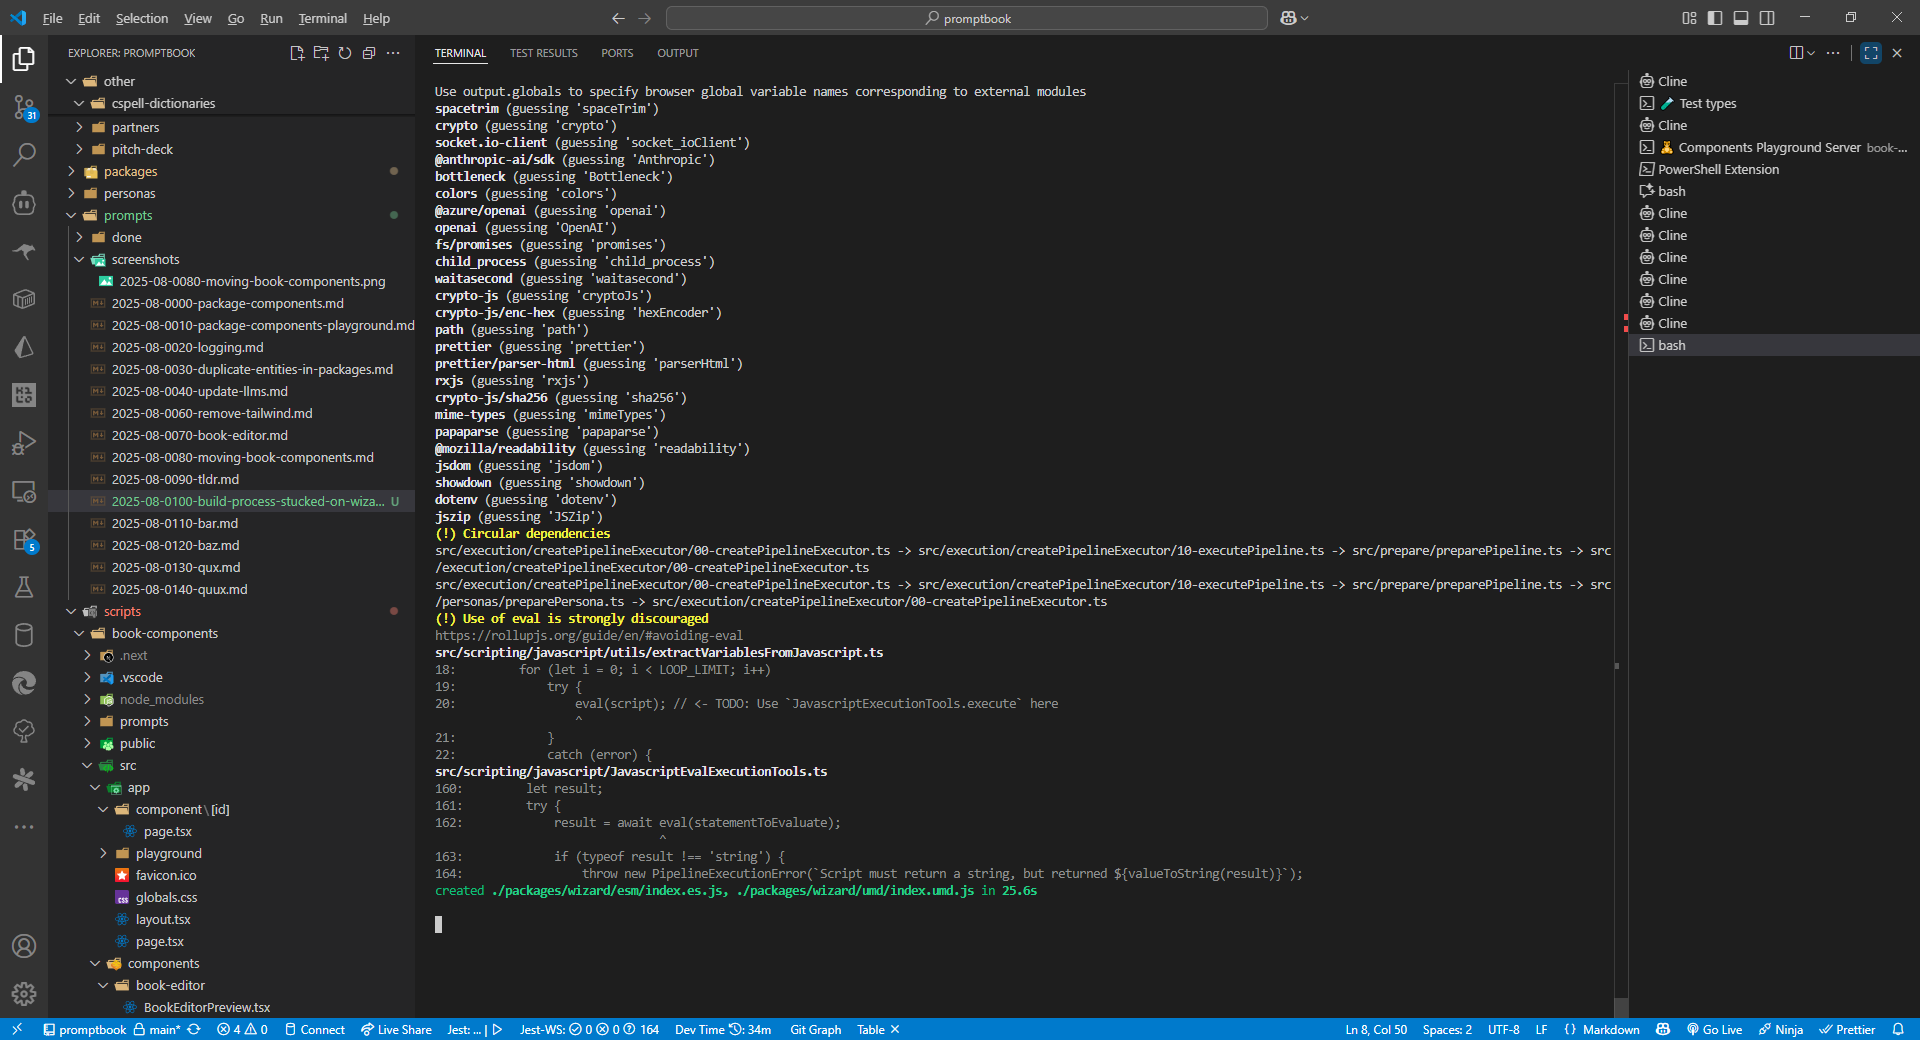 File Edit Selection View Go Run Terminal Help
promptbook
EXPLORER: PROMPTBOOK
other
cspell-dictionaries
partners
pitch-deck
packages
personas
prompts
done
screenshots
2025-08-0080-moving-book-components.png
2025-08-0000-package-components.md
2025-08-0010-package-components-playground.md
2025-08-0020-logging.md
2025-08-0030-duplicate-entities-in-packages.md
2025-08-0040-update-llms.md
2025-08-0060-remove-tailwind.md
2025-08-0070-book-editor.md
2025-08-0080-moving-book-components.md
2025-08-0090-tldr.md
2025-08-0100-build-process-stucked-on-wiza... U
2025-08-0110-bar.md
2025-08-0120-baz.md
2025-08-0130-qux.md
2025-08-0140-quux.md
scripts
book-components
.next
.vscode
node_modules
prompts
public
src
app
component\[id]
page.tsx
playground
favicon.ico
globals.css
layout.tsx
page.tsx
components
book-editor
BookEditorPreview.tsx
31
5
TERMINAL TEST RESULTS PORTS OUTPUT
Use output.globals to specify browser global variable names corresponding to external modules
spacetrim (guessing 'spaceTrim')
crypto (guessing 'crypto')
socket.io-client (guessing 'socket_ioClient')
@anthropic-ai/sdk (guessing 'Anthropic')
bottleneck (guessing 'Bottleneck')
colors (guessing 'colors')
@azure/openai (guessing 'openai')
openai (guessing 'OpenAI')
fs/promises (guessing 'promises')
child_process (guessing 'child_process')
waitasecond (guessing 'waitasecond')
crypto-js (guessing 'cryptoJs')
crypto-js/enc-hex (guessing 'hexEncoder')
path (guessing 'path')
prettier (guessing 'prettier')
prettier/parser-html (guessing 'parserHtml')
rxjs (guessing 'rxjs')
crypto-js/sha256 (guessing 'sha256')
mime-types (guessing 'mimeTypes')
papaparse (guessing 'papaparse')
@mozilla/readability (guessing 'readability')
jsdom (guessing 'jsdom')
showdown (guessing 'showdown')
dotenv (guessing 'dotenv')
jszip (guessing 'JSZip')
(!) Circular dependencies
src/execution/createPipelineExecutor/00-createPipelineExecutor.ts -> src/execution/createPipelineExecutor/10-executePipeline.ts -> src/prepare/preparePipeline.ts -> src
/execution/createPipelineExecutor/00-createPipelineExecutor.ts
src/execution/createPipelineExecutor/00-createPipelineExecutor.ts -> src/execution/createPipelineExecutor/10-executePipeline.ts -> src/prepare/preparePipeline.ts -> src
/personas/preparePersona.ts -> src/execution/createPipelineExecutor/00-createPipelineExecutor.ts
(!) Use of eval is strongly discouraged
https://rollupjs.org/guide/en/#avoiding-eval
src/scripting/javascript/utils/extractVariablesFromJavascript.ts
18: for (let i = 0; i < LOOP_LIMIT; i++)
19: try {
20: eval(script); // <- TODO: Use `JavascriptExecutionTools.execute` here
^
21: }
22: catch (error) {
src/scripting/javascript/JavascriptEvalExecutionTools.ts
160: let result;
161: try {
162: result = await eval(statementToEvaluate);
^
163: if (typeof result !== 'string') {
164: throw new PipelineExecutionError(`Script must return a string, but returned ${valueToString(result)}`);
created ./packages/wizard/esm/index.es.js, ./packages/wizard/umd/index.umd.js in 25.6s
Cline
Test types
Cline
Components Playground Server book-...
PowerShell Extension
bash
Cline
Cline
Cline
Cline
Cline
Cline
bash
promptbook main* 4 0 Connect Live Share Jest: ... | Jest-WS: 0 0 164 Dev Time : 34m Git Graph Table Ln 8, Col 50 Spaces: 2 UTF-8 LF {} Markdown Go Live Ninja Prettier